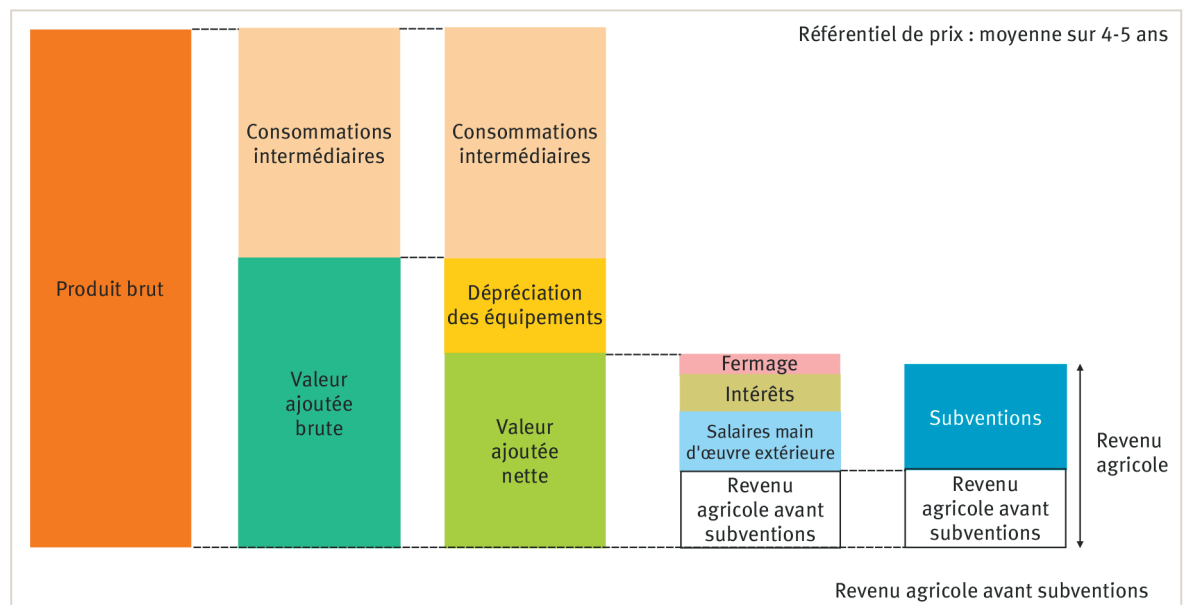 Référentiel de prix : moyenne sur 4-5 ans
Produit brut
Consommations
intermédiaires
Valeur
ajoutée
brute
Consommations
intermédiaires
Dépréciation
des équipements
Valeur
ajoutée
nette
Fermage
Intérêts
Salaires main
d'œuvre extérieure
Revenu
agricole avant
subventions
Subventions
Revenu
agricole avant
subventions
Revenu
agricole
Revenu agricole avant subventions